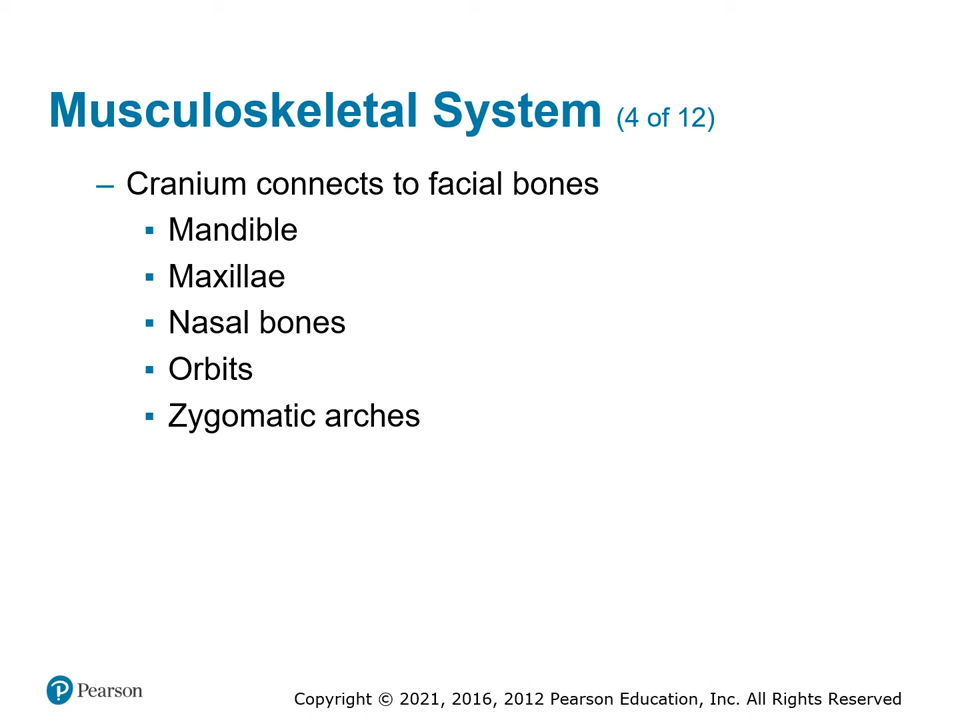 Musculoskeletal System (4 of 12)
– Cranium connects to facial bones
▪ Mandible
▪ Maxillae
▪ Nasal bones
▪ Orbits
▪ Zygomatic arches
Pearson
Copyright © 2021, 2016, 2012 Pearson Education, Inc. All Rights Reserved